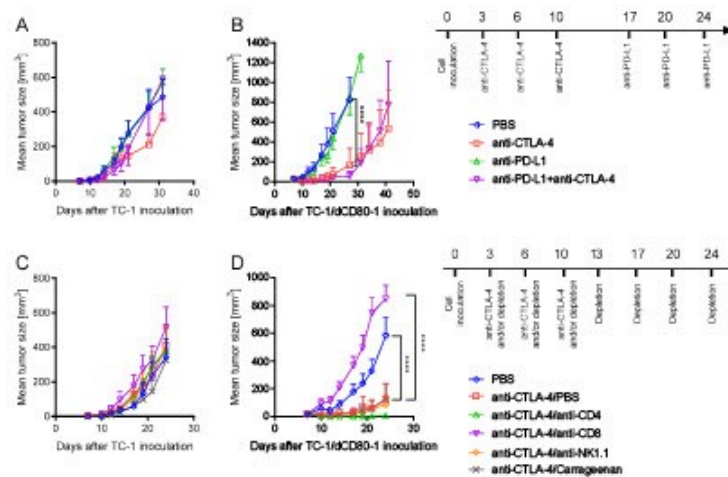 A
Mean tumor size [mm³]
800
600
400
200
0
0 10 20 30 40
Days after TC-1 inoculation
B
Mean tumor size [mm³]
1400
1200
1000
800
600
400
200
0
0 10 20 30 40 50
Days after TC-1/dCD80-1 inoculation
****
0 3 6 10 17 20 24
Cell inoculation
anti-CTLA-4
anti-CTLA-4
anti-CTLA-4
anti-PD-L1
anti-PD-L1
anti-PD-L1
PBS
anti-CTLA-4
anti-PD-L1
anti-PD-L1+anti-CTLA-4
C
Mean tumor size [mm³]
800
600
400
200
0
0 10 20 30
Days after TC-1 inoculation
D
Mean tumor size [mm³]
1000
800
600
400
200
0
0 10 20 30
Days after TC-1/dCD80-1 inoculation
****
****
0 3 6 10 13 17 20 24
Cell inoculation
anti-CTLA-4 and/or depletion
anti-CTLA-4 and/or depletion
anti-CTLA-4 and/or depletion
Depletion
Depletion
Depletion
Depletion
PBS
anti-CTLA-4/PBS
anti-CTLA-4/anti-CD4
anti-CTLA-4/anti-CD8
anti-CTLA-4/anti-NK1.1
anti-CTLA-4/Carrageenan